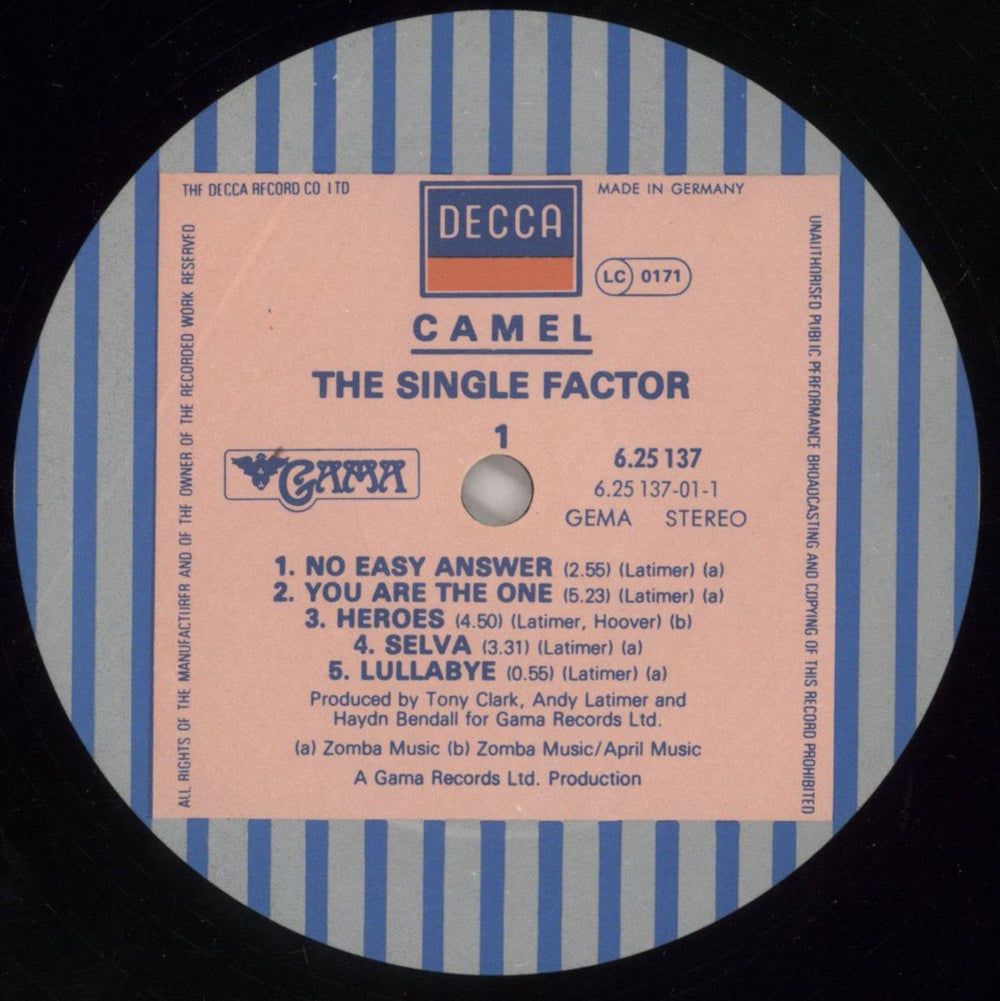 THE DECCA RECORD CO LTD
MADE IN GERMANY
DECCA
LC 0171
CAMEL
THE SINGLE FACTOR
1
GAMA
6.25 137
6.25 137-01-1
GEMA STEREO
1. NO EASY ANSWER (2.55) (Latimer) (a)
2. YOU ARE THE ONE (5.23) (Latimer) (a)
3. HEROES (4.50) (Latimer, Hoover) (b)
4. SELVA (3.31) (Latimer) (a)
5. LULLABYE (0.55) (Latimer) (a)
Produced by Tony Clark, Andy Latimer and
Haydn Bendall for Gama Records Ltd.
(a) Zomba Music (b) Zomba Music/April Music
A Gama Records Ltd. Production
ALL RIGHTS OF THE MANUFACTURER AND OF THE OWNER OF THE RECORDED WORK RESERVED
UNAUTHORISED PUBLIC PERFORMANCE BROADCASTING AND COPYING OF THIS RECORD PROHIBITED